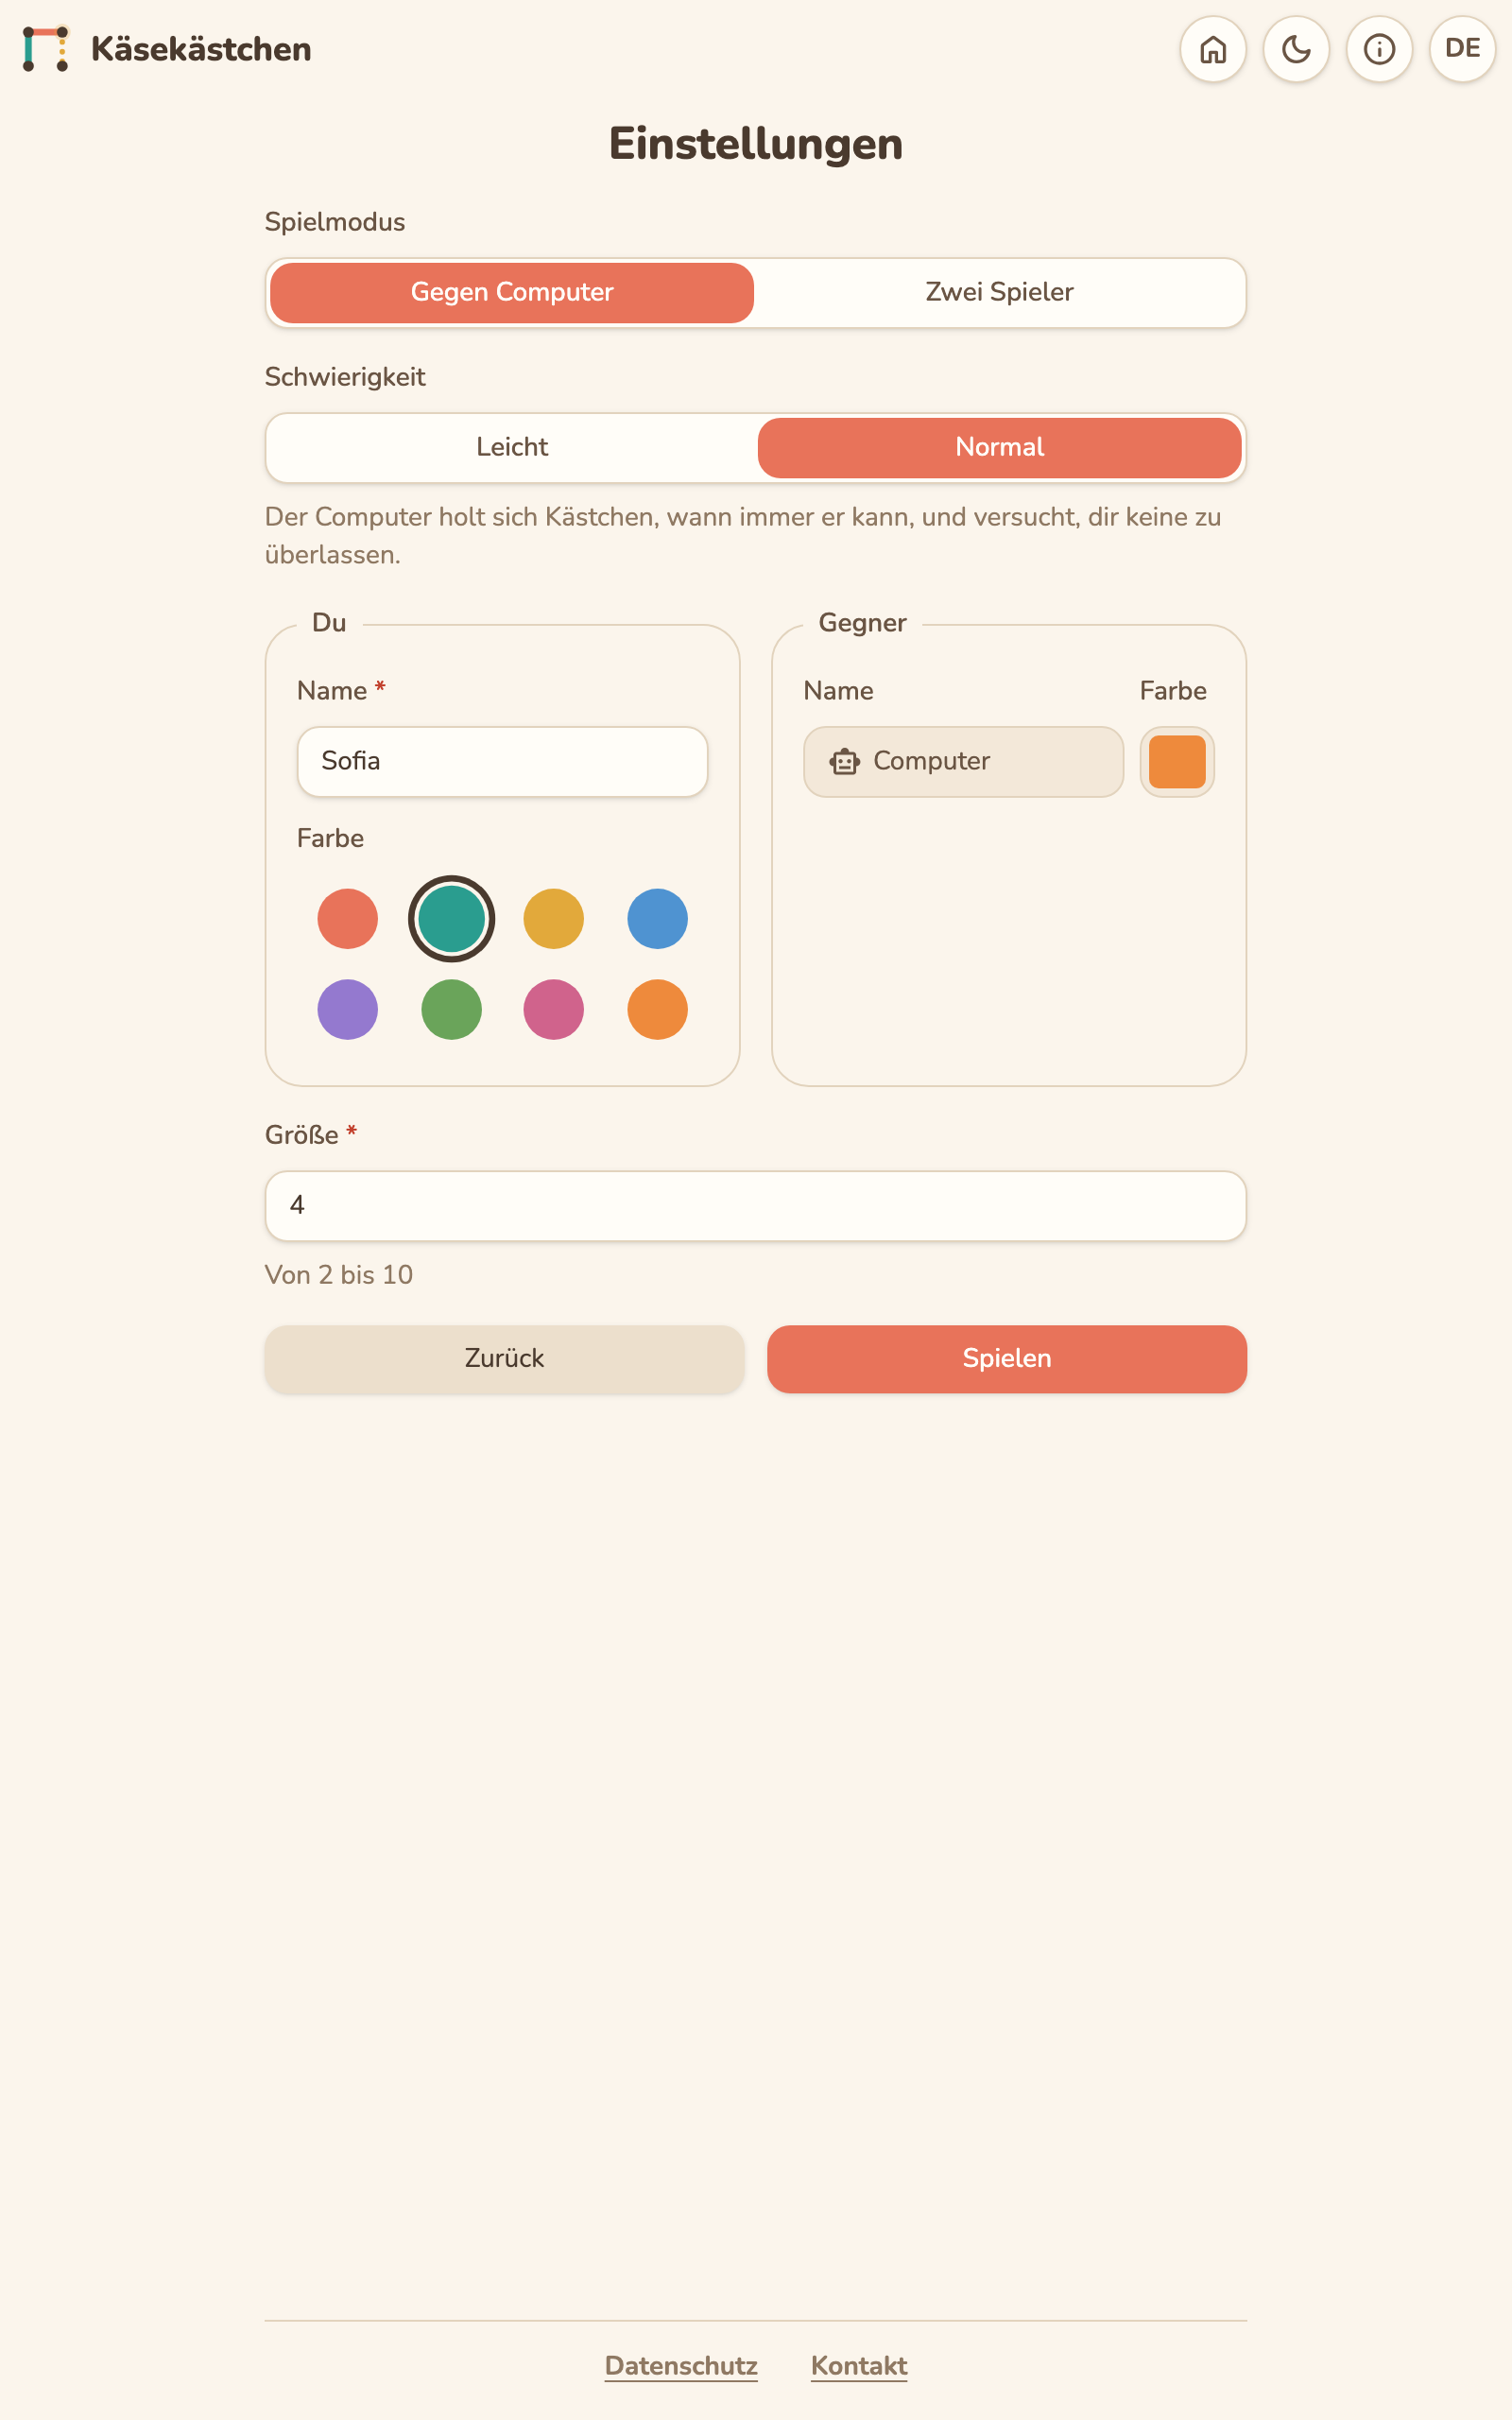 Käsekästchen
DE
Einstellungen
Spielmodus
Gegen Computer
Zwei Spieler
Schwierigkeit
Leicht
Normal
Der Computer holt sich Kästchen, wann immer er kann, und versucht, dir keine zu
überlassen.
Du
Name *
Sofia
Farbe
Gegner
Name
Farbe
Computer
Größe *
4
Von 2 bis 10
Zurück
Spielen
Datenschutz
Kontakt